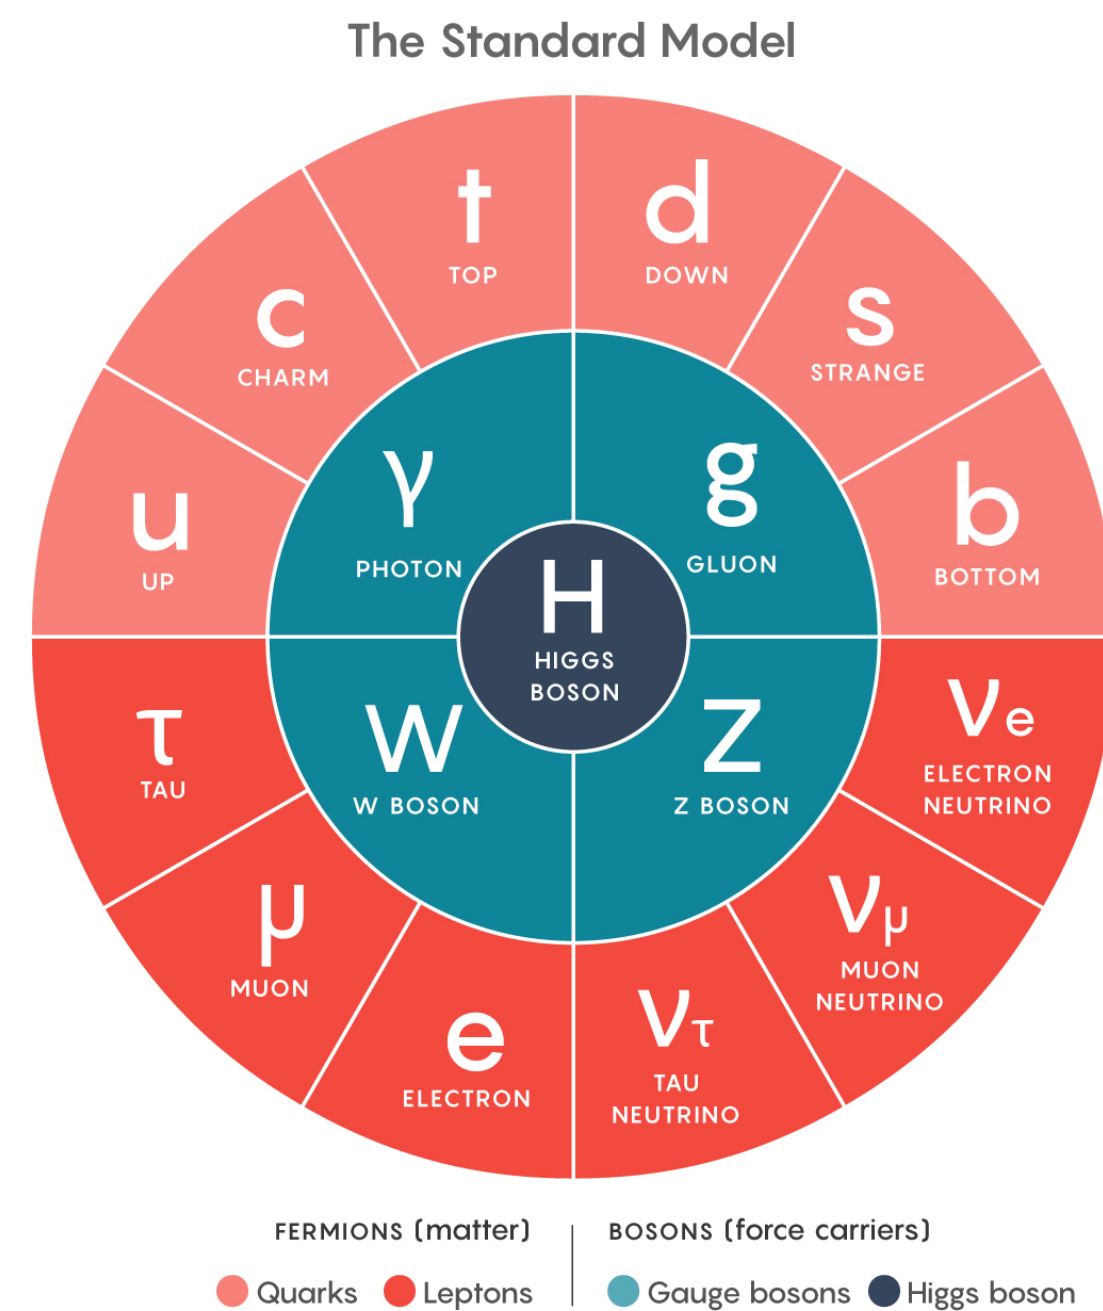 The Standard Model
t
TOP
d
DOWN
c
CHARM
s
STRANGE
u
UP
b
BOTTOM
γ
PHOTON
g
GLUON
H
HIGGS
BOSON
W
W BOSON
Z
Z BOSON
τ
TAU
νe
ELECTRON
NEUTRINO
μ
MUON
νμ
MUON
NEUTRINO
e
ELECTRON
ντ
TAU
NEUTRINO
FERMIONS (matter)
BOSONS (force carriers)
Quarks
Leptons
Gauge bosons
Higgs boson